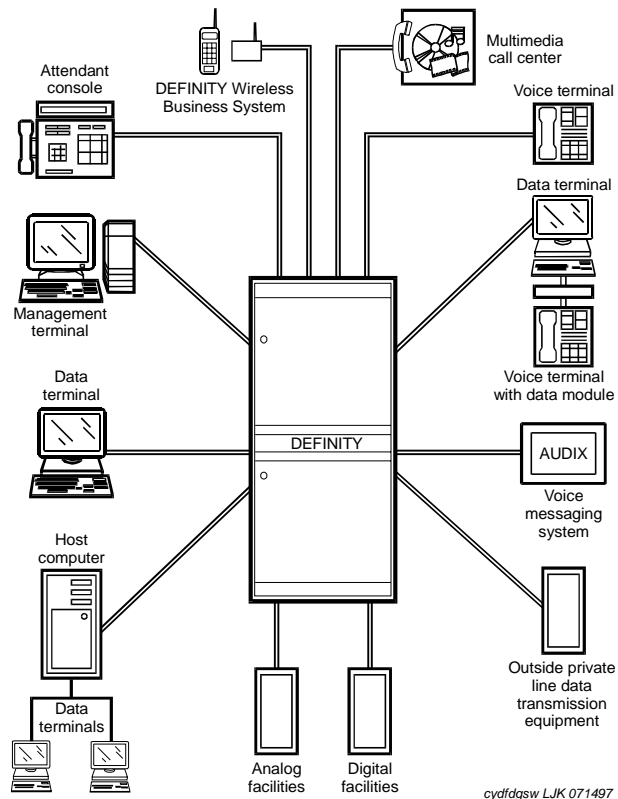 Attendant
console
DEFINITY Wireless
Business System
Multimedia
call center
Voice terminal
Data terminal
Management
terminal
Voice terminal
with data module
Data
terminal
DEFINITY
AUDIX
Voice
messaging
system
Host
computer
Data
terminals
Analog
facilities
Digital
facilities
Outside private
line data
transmission
equipment
cydfdgsw LJK 071497